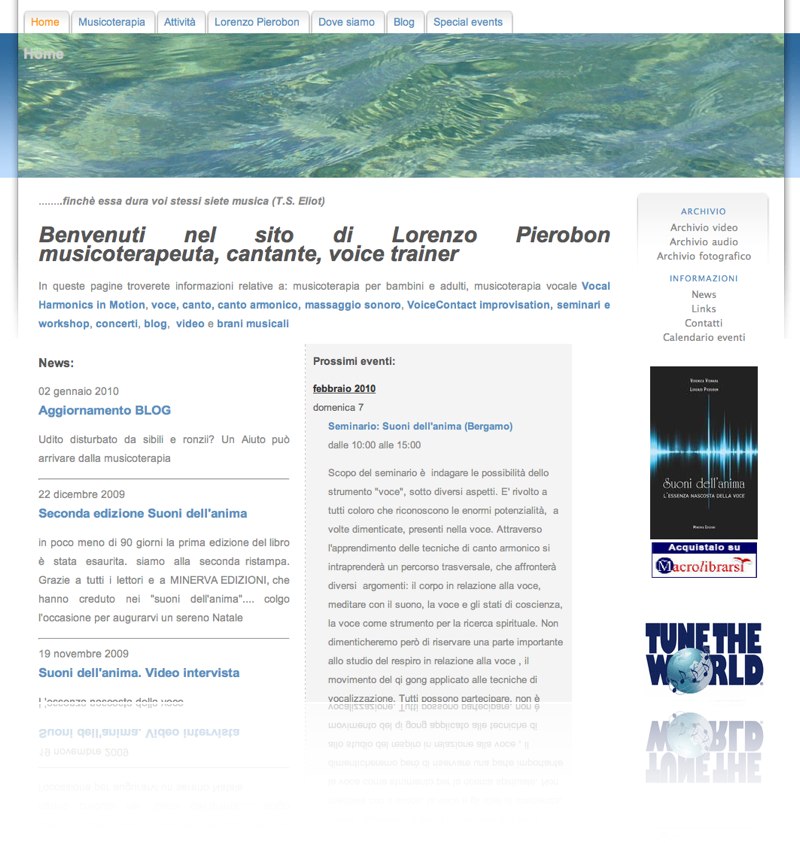 Home
Musicoterapia
Attività
Lorenzo Pierobon
Dove siamo
Blog
Special events
Home
........finchè essa dura voi stessi siete musica (T.S. Eliot)
Benvenuti nel sito di Lorenzo Pierobon
musicoterapeuta, cantante, voice trainer
In queste pagine troverete informazioni relative a: musicoterapia per bambini e adulti, musicoterapia vocale Vocal
Harmonics in Motion, voce, canto, canto armonico, massaggio sonoro, VoiceContact improvisation, seminari e
workshop, concerti, blog, video e brani musicali
News:
02 gennaio 2010
Aggiornamento BLOG
Udito disturbato da sibili e ronzii? Un Aiuto può
arrivare dalla musicoterapia
22 dicembre 2009
Seconda edizione Suoni dell'anima
in poco meno di 90 giorni la prima edizione del libro
è stata esaurita. siamo alla seconda ristampa.
Grazie a tutti i lettori e a MINERVA EDIZIONI, che
hanno creduto nei "suoni dell'anima".... colgo
l'occasione per augurarvi un sereno Natale
19 novembre 2009
Suoni dell'anima. Video intervista
L'essenza nascosta della voce
Prossimi eventi:
febbraio 2010
domenica 7
Seminario: Suoni dell'anima (Bergamo)
dalle 10:00 alle 15:00
Scopo del seminario è indagare le possibilità dello
strumento "voce", sotto diversi aspetti. E' rivolto a
tutti coloro che riconoscono le enormi potenzialità, a
volte dimenticate, presenti nella voce. Attraverso
l'apprendimento delle tecniche di canto armonico si
intraprenderà un percorso trasversale, che affronterà
diversi argomenti: il corpo in relazione alla voce,
meditare con il suono, la voce e gli stati di coscienza,
la voce come strumento per la ricerca spirituale. Non
dimenticheremo però di riservare una parte importante
allo studio del respiro in relazione alla voce , il
movimento del qi gong applicato alle tecniche di
vocalizzazione. Tutti possono partecipare, non è
ARCHIVIO
Archivio video
Archivio audio
Archivio fotografico
INFORMAZIONI
News
Links
Contatti
Calendario eventi
Lorenzo Pierobon
Suoni dell'anima
L'ESSENZA NASCOSTA DELLA VOCE
Minerva Edizioni
Acquistalo su
Macrolibrarsi
TUNE THE
WORLD